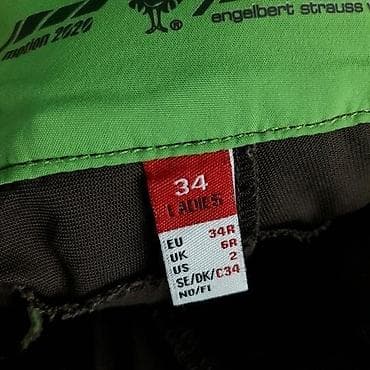 motion 2020
engelbert strauss
34
LADIES
EU 34R
UK 6R
US 2
SE/DK/ C34
NO/FI